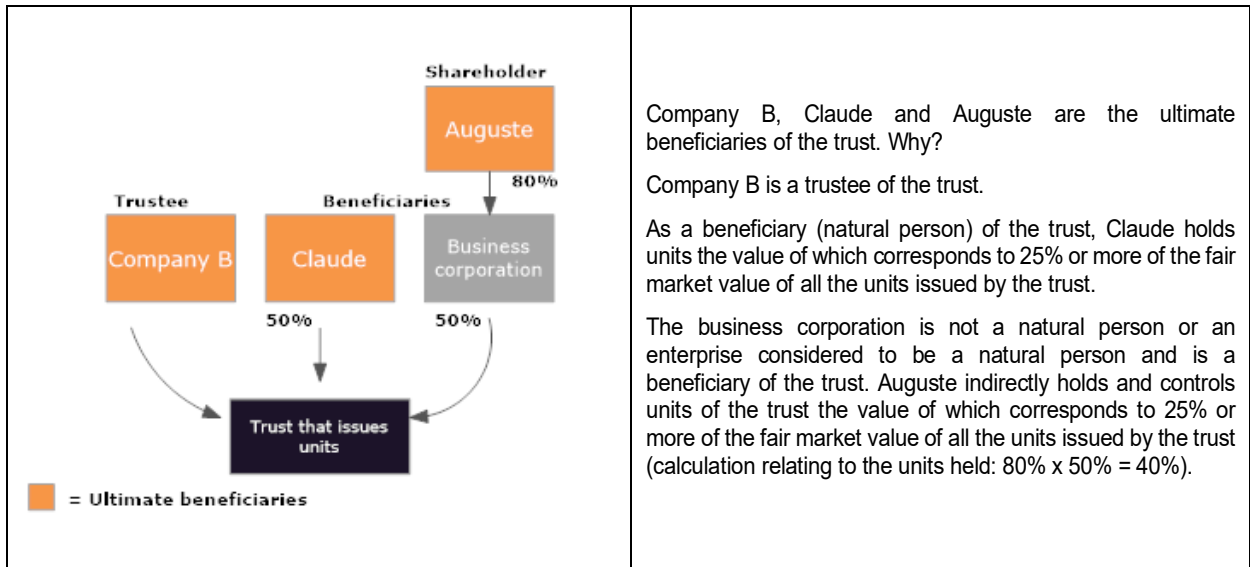 Shareholder
Auguste
80%
Trustee
Beneficiaries
Company B
Claude
Business
corporation
50%
50%
Trust that issues
units
= Ultimate beneficiaries
Company B, Claude and Auguste are the ultimate
beneficiaries of the trust. Why?
Company B is a trustee of the trust.
As a beneficiary (natural person) of the trust, Claude holds
units the value of which corresponds to 25% or more of the fair
market value of all the units issued by the trust.
The business corporation is not a natural person or an
enterprise considered to be a natural person and is a
beneficiary of the trust. Auguste indirectly holds and controls
units of the trust the value of which corresponds to 25% or
more of the fair market value of all the units issued by the trust
(calculation relating to the units held: 80% x 50% = 40%).